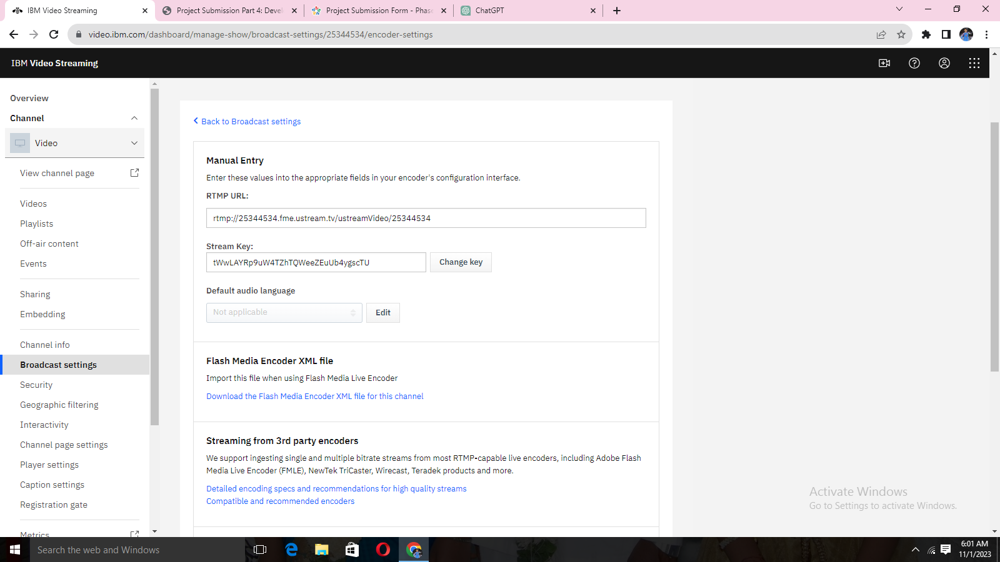 IBM Video Streaming
Project Submission Part 4: Devel
Project Submission Form - Phase
ChatGPT
video.ibm.com/dashboard/manage-show/broadcast-settings/25344534/encoder-settings
IBM Video Streaming
Overview
Channel
Video
View channel page
Videos
Playlists
Off-air content
Events
Sharing
Embedding
Channel info
Broadcast settings
Security
Geographic filtering
Interactivity
Channel page settings
Player settings
Caption settings
Registration gate
Metrics
Back to Broadcast settings
Manual Entry
Enter these values into the appropriate fields in your encoder's configuration interface.
RTMP URL:
rtmp://25344534.fme.ustream.tv/ustreamVideo/25344534
Stream Key:
tWwLAYRp9uW4TZhTQWeeZEuUb4ygscTU
Change key
Default audio language
Not applicable
Edit
Flash Media Encoder XML file
Import this file when using Flash Media Live Encoder
Download the Flash Media Encoder XML file for this channel
Streaming from 3rd party encoders
We support ingesting single and multiple bitrate streams from most RTMP-capable live encoders, including Adobe Flash
Media Live Encoder (FMLE), NewTek TriCaster, Wirecast, Teradek products and more.
Detailed encoding specs and recommendations for high quality streams
Compatible and recommended encoders
Activate Windows
Go to Settings to activate Windows.
Search the web and Windows
6:01 AM
11/1/2023